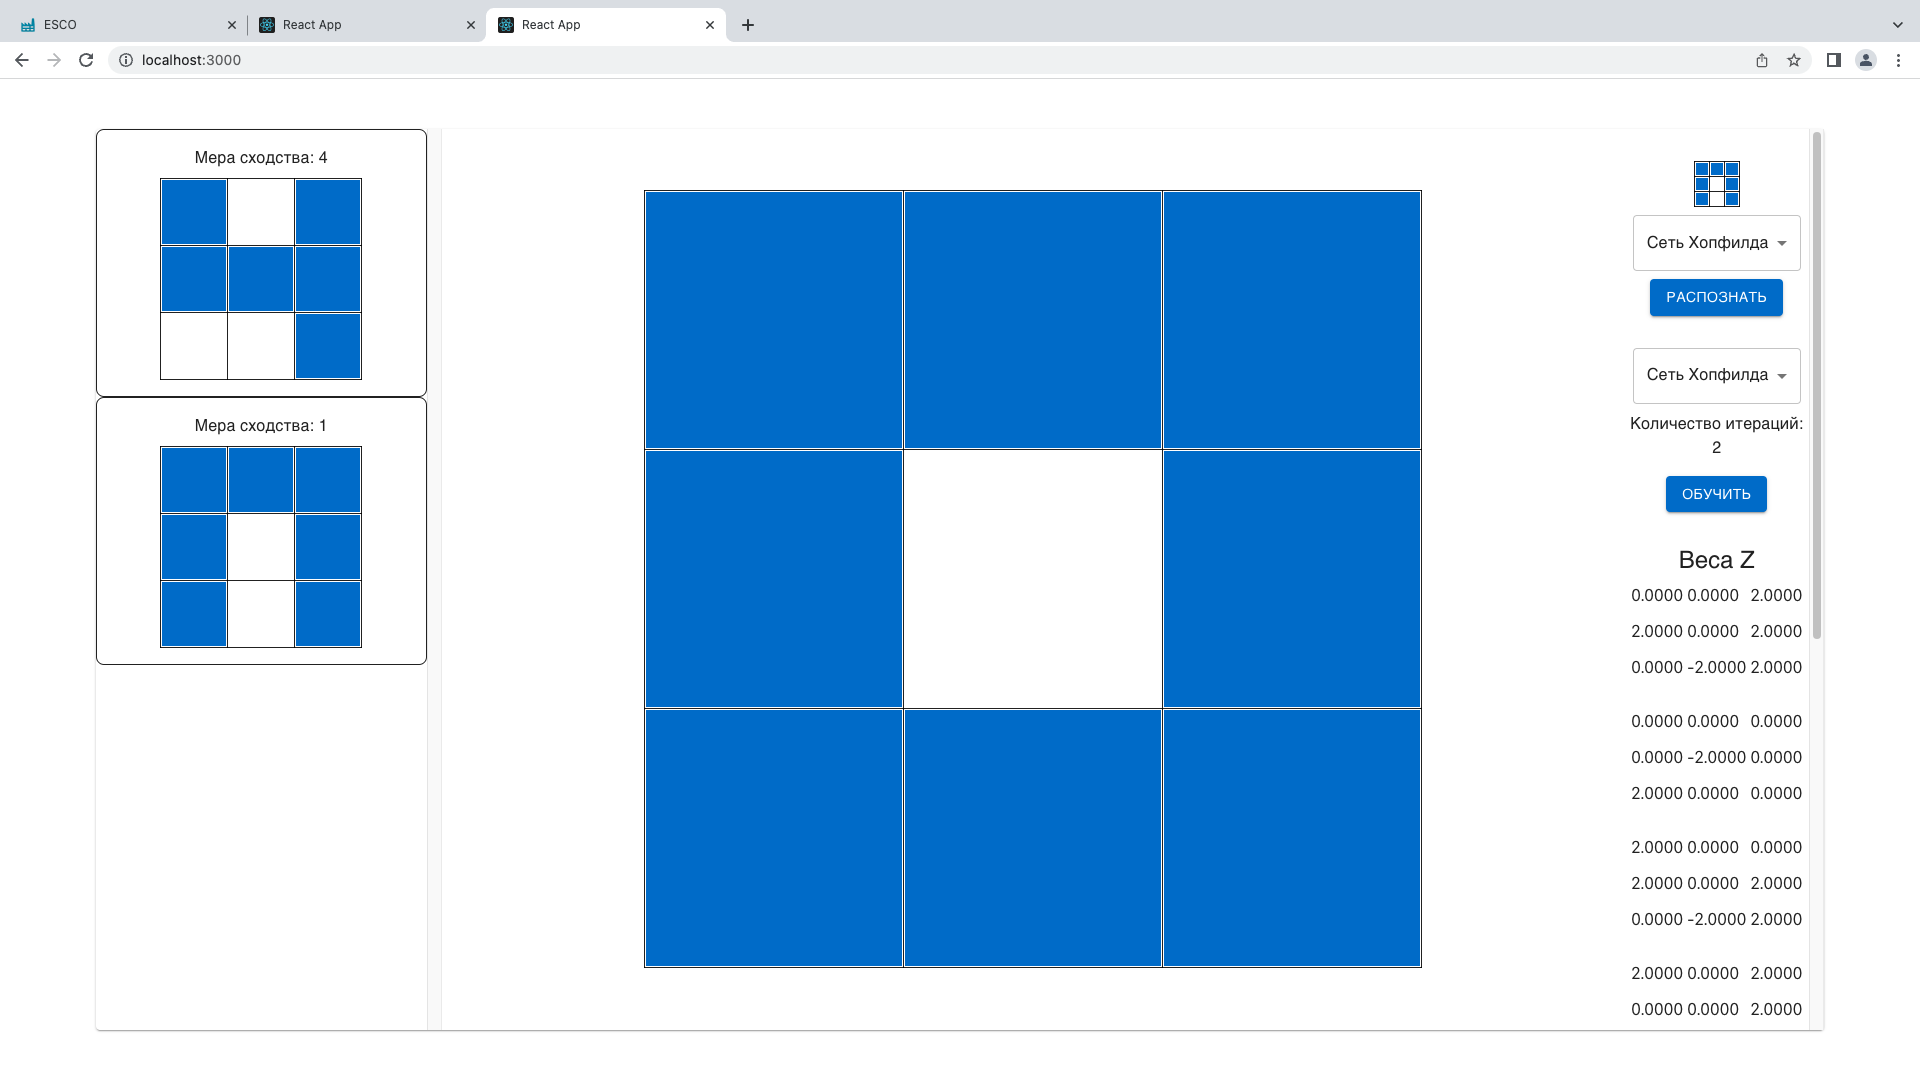 ESCO
React App
React App
localhost:3000
Мера сходства: 4
Мера сходства: 1
Сеть Хопфилда
РАСПОЗНАТЬ
Сеть Хопфилда
Количество итераций:
2
ОБУЧИТЬ
Веса Z
0.0000 0.0000 2.0000
2.0000 0.0000 2.0000
0.0000 -2.0000 2.0000
0.0000 0.0000 0.0000
0.0000 -2.0000 0.0000
2.0000 0.0000 0.0000
2.0000 0.0000 0.0000
2.0000 0.0000 2.0000
0.0000 -2.0000 2.0000
2.0000 0.0000 2.0000
0.0000 0.0000 2.0000